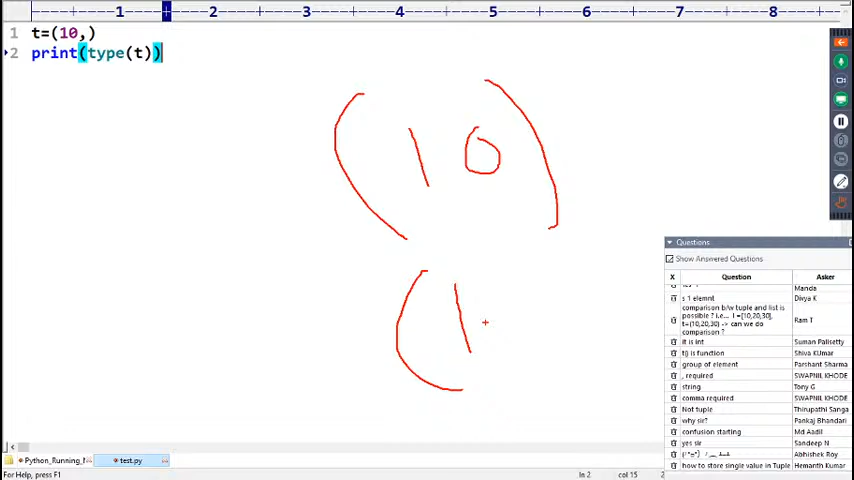 1 2 3 4 5 6 7 8
1 t=(10,)
2 print(type(t))
(10)
(1
Questions
Show Answered Questions
X Question Asker
Manda
s 1 elemnt Divya K
comparison b/w tuple and list is
possible ? i.e... l =[10,20,30],
t=(10,20,30) -> can we do
comparison ?
Ram T
it is int Suman Palisetty
t() is function Shiva KUmar
group of element Parshant Sharma
, required SWAPNIL KHODE
string Tony G
comma required SWAPNIL KHODE
Not tuple Thirupathi Sanga
why sir? Pankaj Bhandari
confusion starting Md Aadil
yes sir Sandeep N
Abhishek Roy
how to store single value in Tuple Hemanth Kumar
Python_Running_ test.py
For Help, press F1 ln 2 col 15 2